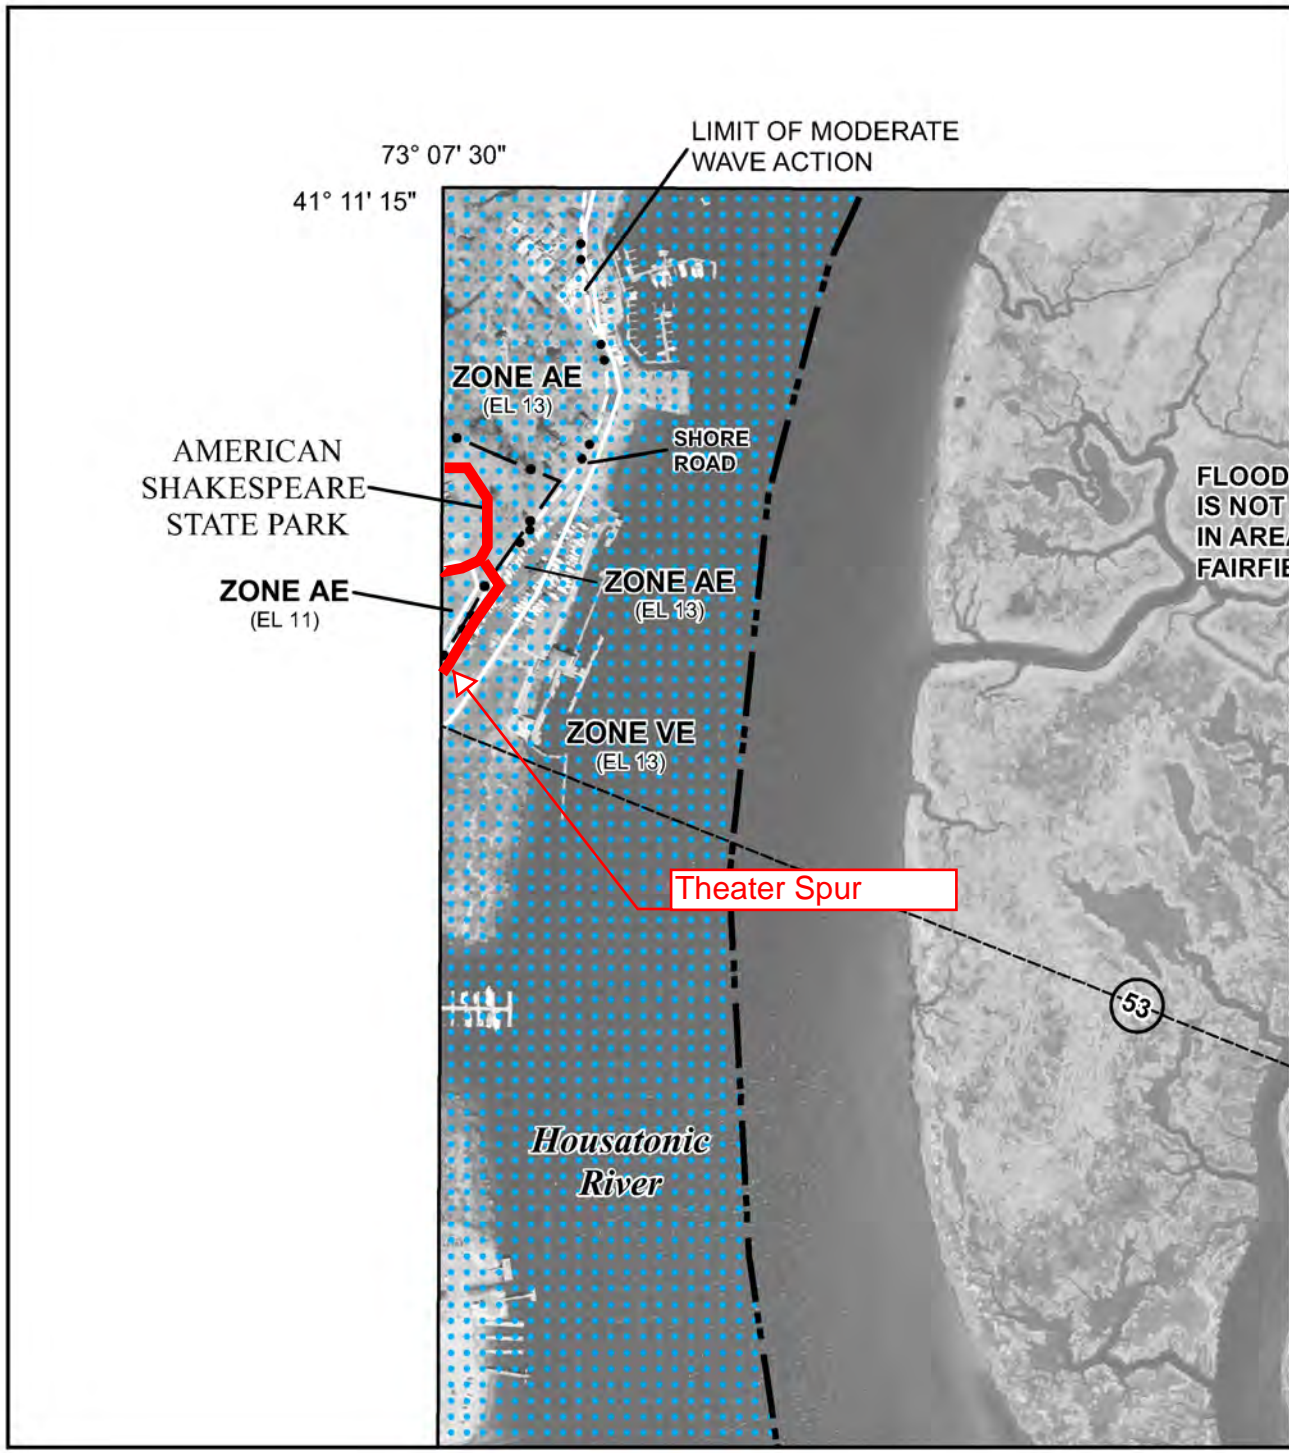 LIMIT OF MODERATE
WAVE ACTION
73° 07' 30"
41° 11' 15"
ZONE AE
(EL 13)
SHORE
ROAD
AMERICAN
SHAKESPEARE
STATE PARK
FLOOD
IS NOT
IN AREA
FAIRFIE
ZONE AE
(EL 11)
ZONE AE
(EL 13)
ZONE VE
(EL 13)
Theater Spur
53
Housatonic
River